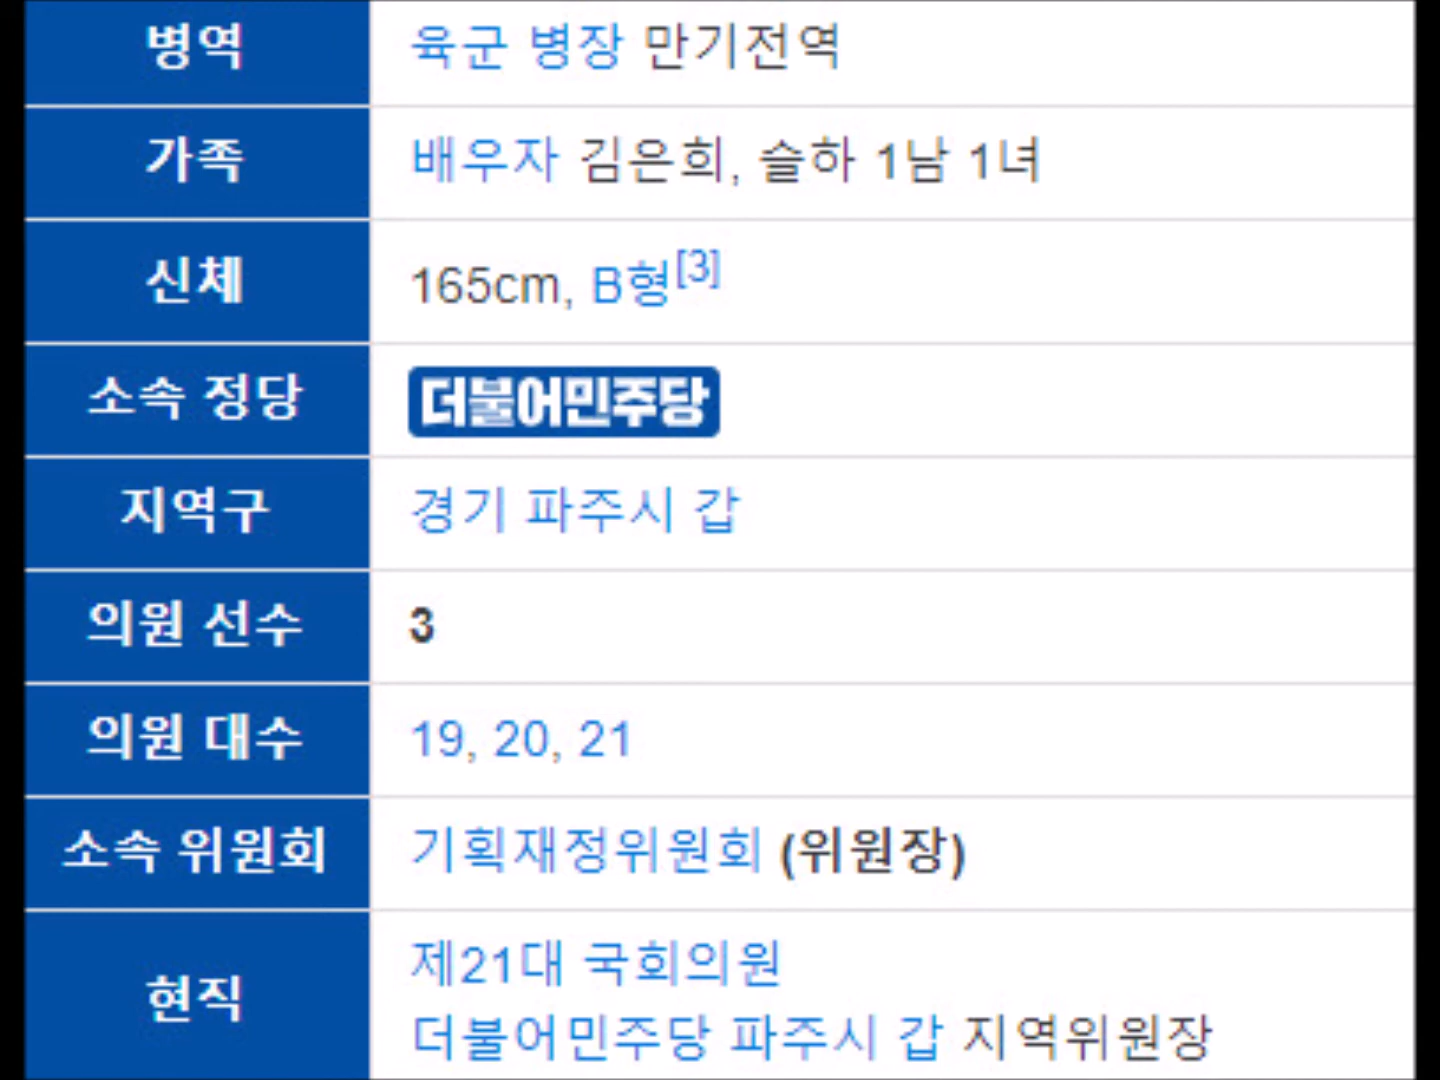 병역 육군 병장 만기전역
가족 배우자 김은희, 슬하 1남 1녀
신체 165cm, B형[3]
소속 정당 더불어민주당
지역구 경기 파주시 갑
의원 선수 3
의원 대수 19, 20, 21
소속 위원회 기획재정위원회 (위원장)
현직 제21대 국회의원
더불어민주당 파주시 갑 지역위원장